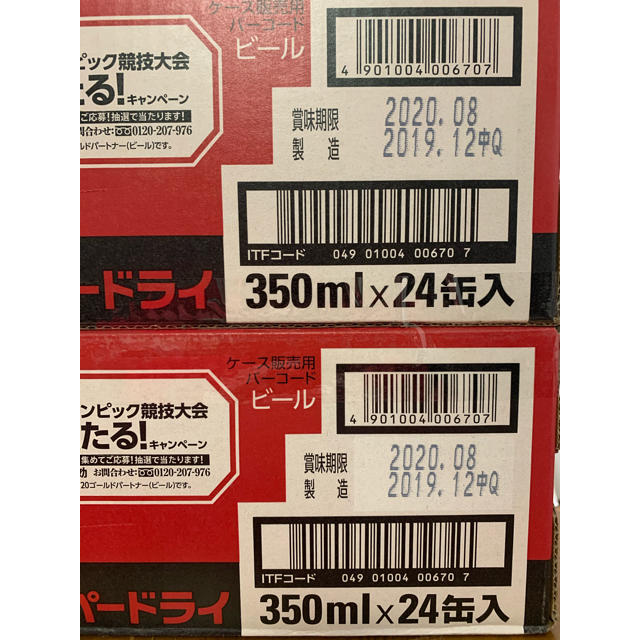 ケース販売用
バーコード
ビール
4 901004 006707
ピック競技大会
たる!キャンペーン
ご応募!抽選で当たります!
問合わせ:0120-207-976
ールドパートナー(ビール)です。
賞味期限 2020.08
製造 2019.12中Q
ITFコード 049 01004 00670 7
ードライ
350ml×24缶入
ケース販売用
バーコード
ビール
4 901004 006707
ンピック競技大会
たる!キャンペーン
集めてご応募!抽選で当たります!
お問合わせ:0120-207-976
20ゴールドパートナー(ビール)です。
賞味期限 2020.08
製造 2019.12中Q
ITFコード 049 01004 00670 7
パードライ
350ml×24缶入